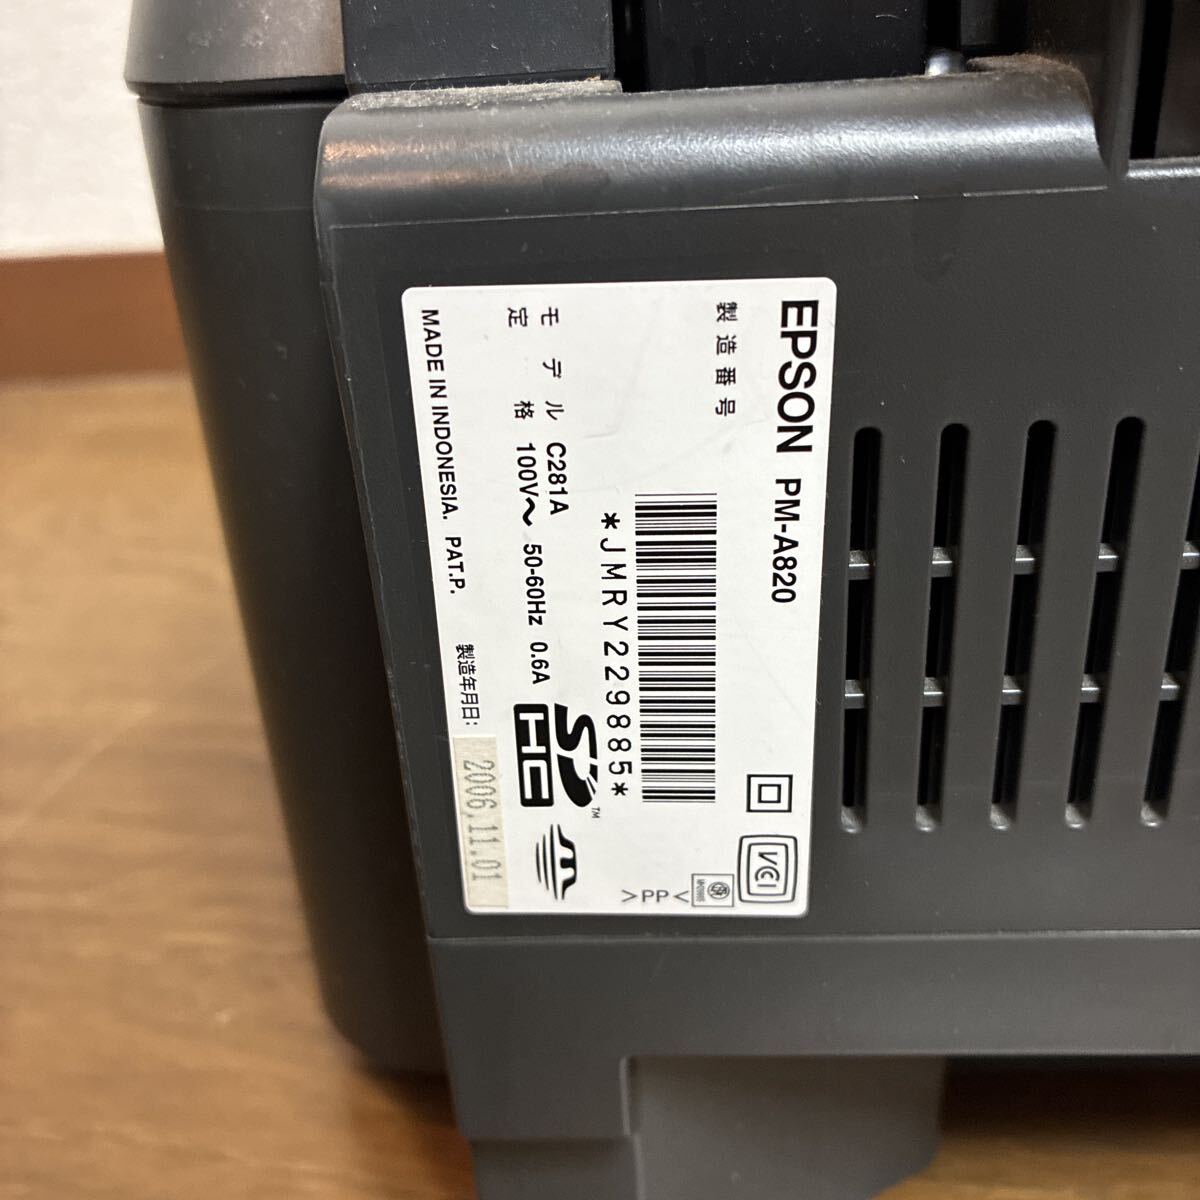 EPSON PM-A820
製造番号
*JMRY229885*
モデル C281A
定格 100V～ 50-60Hz 0.6A
MADE IN INDONESIA. PAT.P.
製造年月日: 2006.11.01
SD™
HC
VCI
>PP<